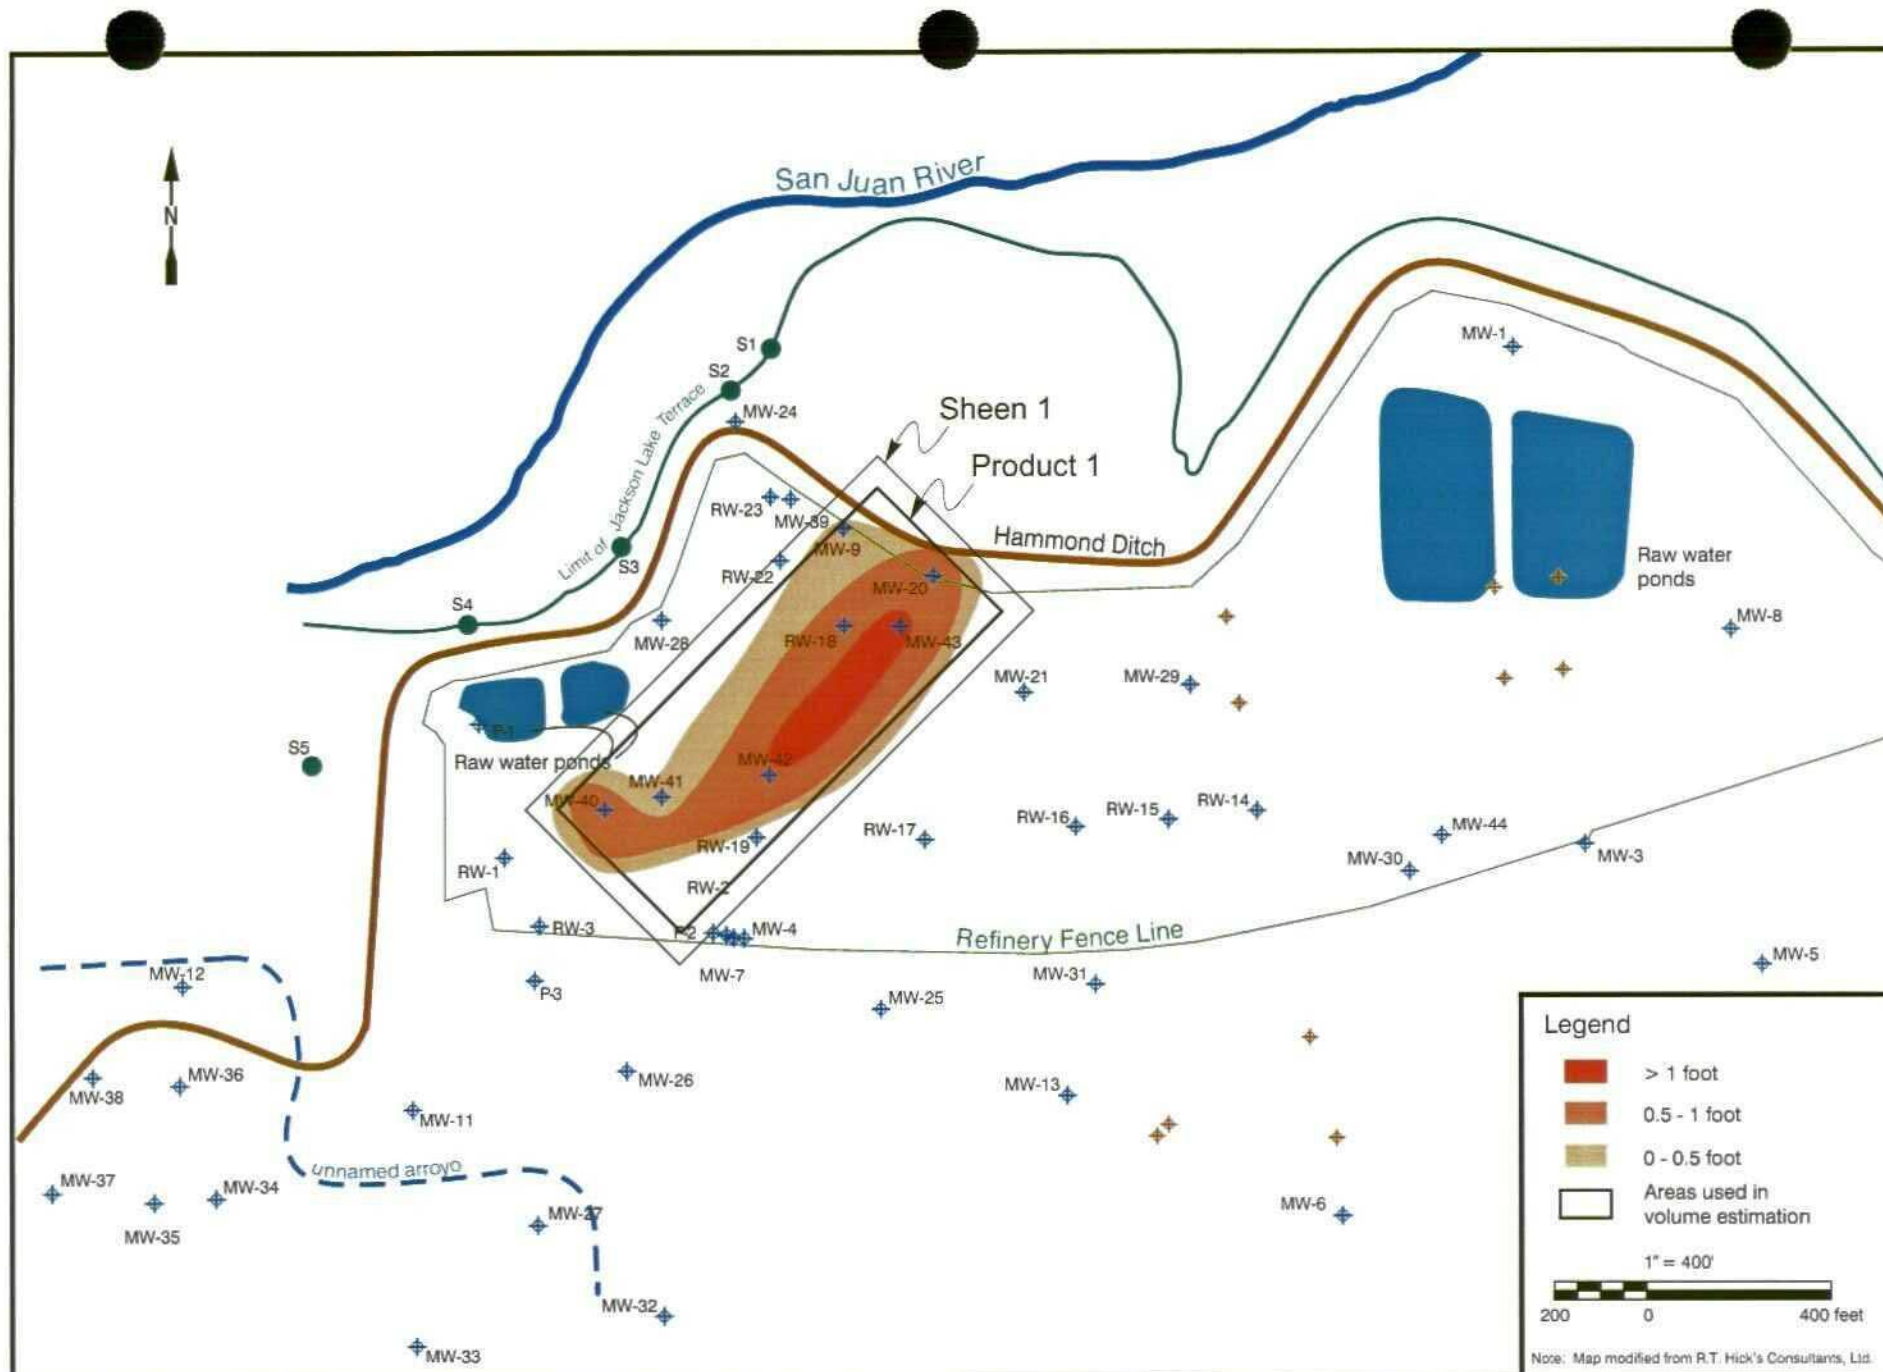 San Juan River
N
MW-1
S1
S2
MW-24
Limit of Jackson Lake Terrace
Sheen 1
Product 1
RW-23
MW-39
MW-9
Hammond Ditch
S3
RW-22
MW-20
Raw water
ponds
S4
MW-28
RW-18
MW-43
MW-8
MW-21
MW-29
P-1
S5
Raw water ponds
MW-42
MW-41
MW-40
RW-17
RW-16
RW-15
RW-14
MW-44
RW-19
MW-30
MW-3
RW-1
RW-2
RW-3
P-2
MW-4
Refinery Fence Line
MW-7
MW-5
MW-12
P-3
MW-25
MW-31
MW-38
MW-36
MW-26
MW-13
MW-11
unnamed arroyo
MW-37
MW-34
MW-35
MW-27
MW-6
MW-32
MW-33
Legend
> 1 foot
0.5 - 1 foot
0 - 0.5 foot
Areas used in
volume estimation
1" = 400'
200 0 400 feet
Note: Map modified from R.T. Hick's Consultants, Ltd.